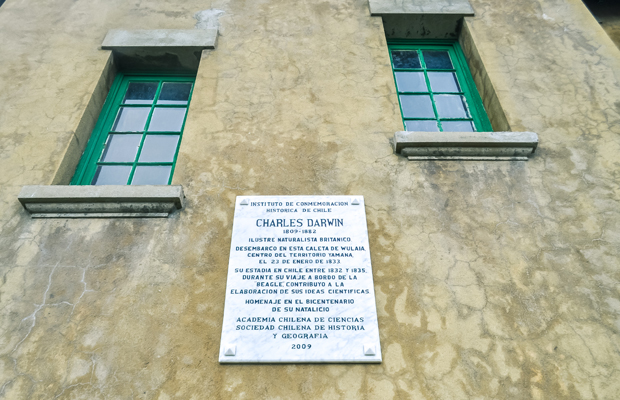 INSTITUTO DE CONMEMORACION
HISTORICA DE CHILE
CHARLES DARWIN
1809-1882
ILUSTRE NATURALISTA BRITANICO
DESEMBARCO EN ESTA CALETA DE WULAIA,
CENTRO DEL TERRITORIO YAMANA,
EL 23 DE ENERO DE 1833
SU ESTADIA EN CHILE ENTRE 1832 Y 1835,
DURANTE SU VIAJE A BORDO DE LA
BEAGLE, CONTRIBUYO A LA
ELABORACION DE SUS IDEAS CIENTIFICAS
HOMENAJE EN EL BICENTENARIO
DE SU NATALICIO
ACADEMIA CHILENA DE CIENCIAS
SOCIEDAD CHILENA DE HISTORIA
Y GEOGRAFIA
2009